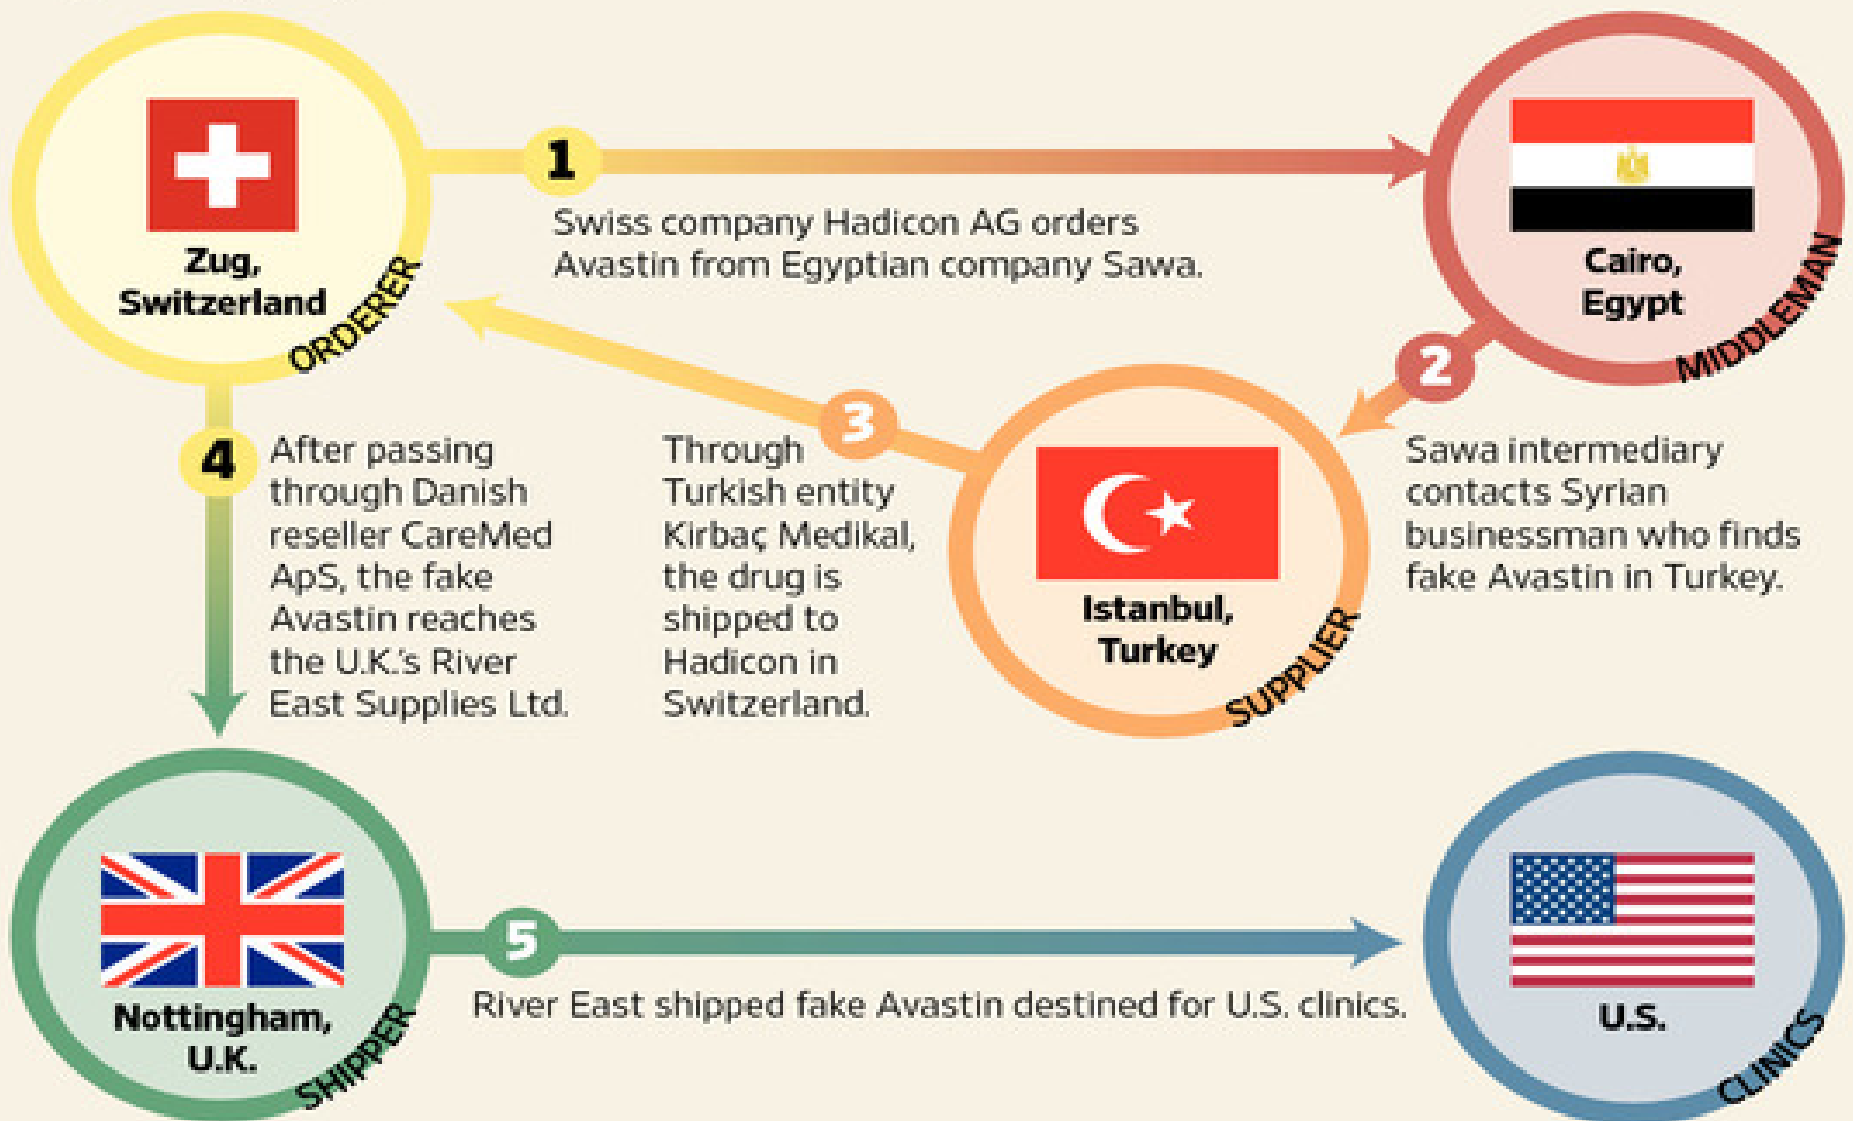 Zug,
Switzerland
ORDERER
1
Swiss company Hadicon AG orders
Avastin from Egyptian company Sawa.
Cairo,
Egypt
MIDDLEMAN
2
Sawa intermediary
contacts Syrian
businessman who finds
fake Avastin in Turkey.
Istanbul,
Turkey
SUPPLIER
3
Through
Turkish entity
Kirbaç Medikal,
the drug is
shipped to
Hadicon in
Switzerland.
4
After passing
through Danish
reseller CareMed
ApS, the fake
Avastin reaches
the U.K.'s River
East Supplies Ltd.
Nottingham,
U.K.
SHIPPER
5
River East shipped fake Avastin destined for U.S. clinics.
U.S.
CLINICS